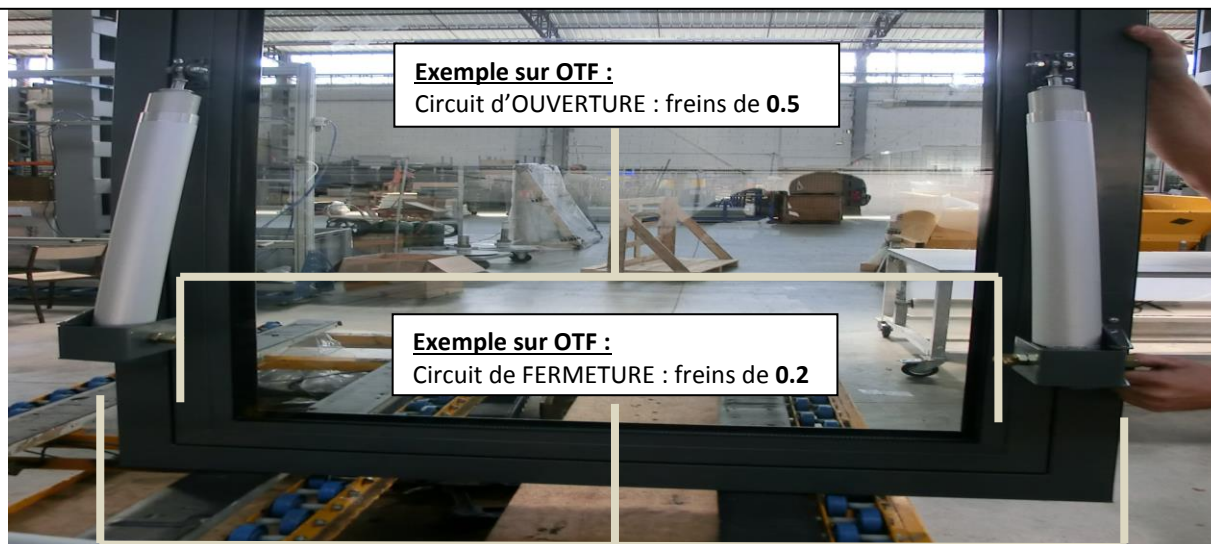 Exemple sur OTF :
Circuit d’OUVERTURE : freins de 0.5
Exemple sur OTF :
Circuit de FERMETURE : freins de 0.2